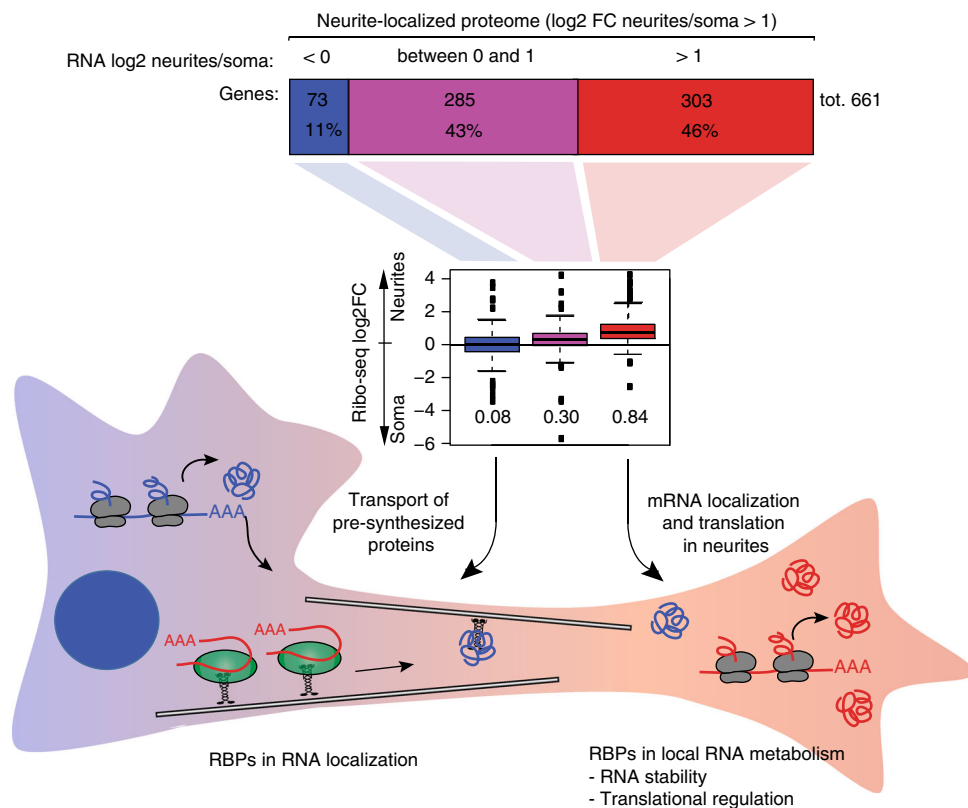 Neurite-localized proteome (log2 FC neurites/soma > 1)
RNA log2 neurites/soma: < 0 between 0 and 1 > 1
Genes: 73 285 303 tot. 661
11% 43% 46%
Ribo-seq log2FC
Neurites
Soma
4
2
0
−2
−4
−6
0.08 0.30 0.84
Transport of
pre-synthesized
proteins
mRNA localization
and translation
in neurites
AAA
AAA
AAA
AAA
RBPs in RNA localization
RBPs in local RNA metabolism
- RNA stability
- Translational regulation